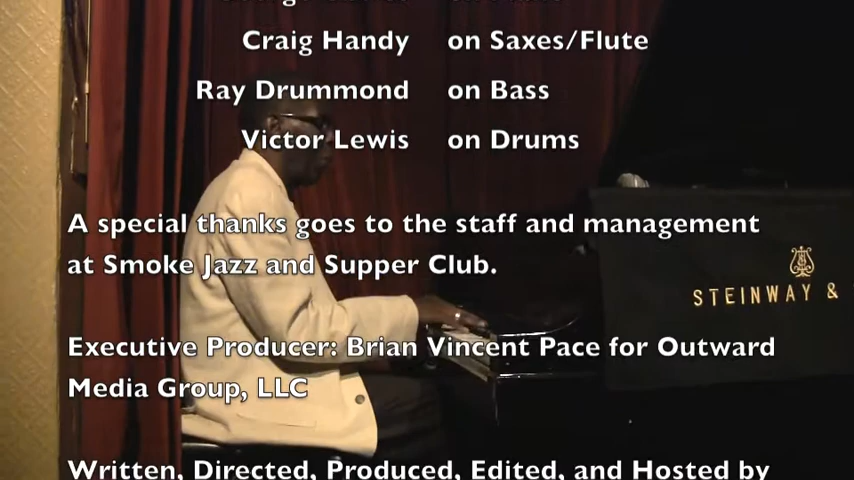 Craig Handy on Saxes/Flute
Ray Drummond on Bass
Victor Lewis on Drums
A special thanks goes to the staff and management
at Smoke Jazz and Supper Club.
STEINWAY &
Executive Producer: Brian Vincent Pace for Outward
Media Group, LLC
Written, Directed, Produced, Edited, and Hosted by